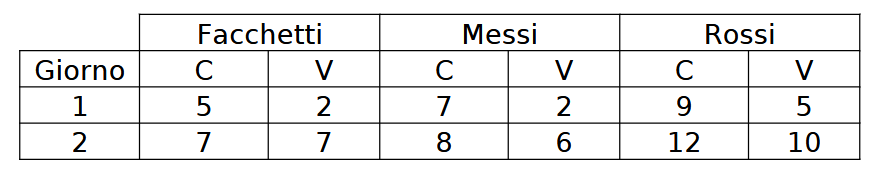 Facchetti Messi Rossi
Giorno C V C V C V
1 5 2 7 2 9 5
2 7 7 8 6 12 10